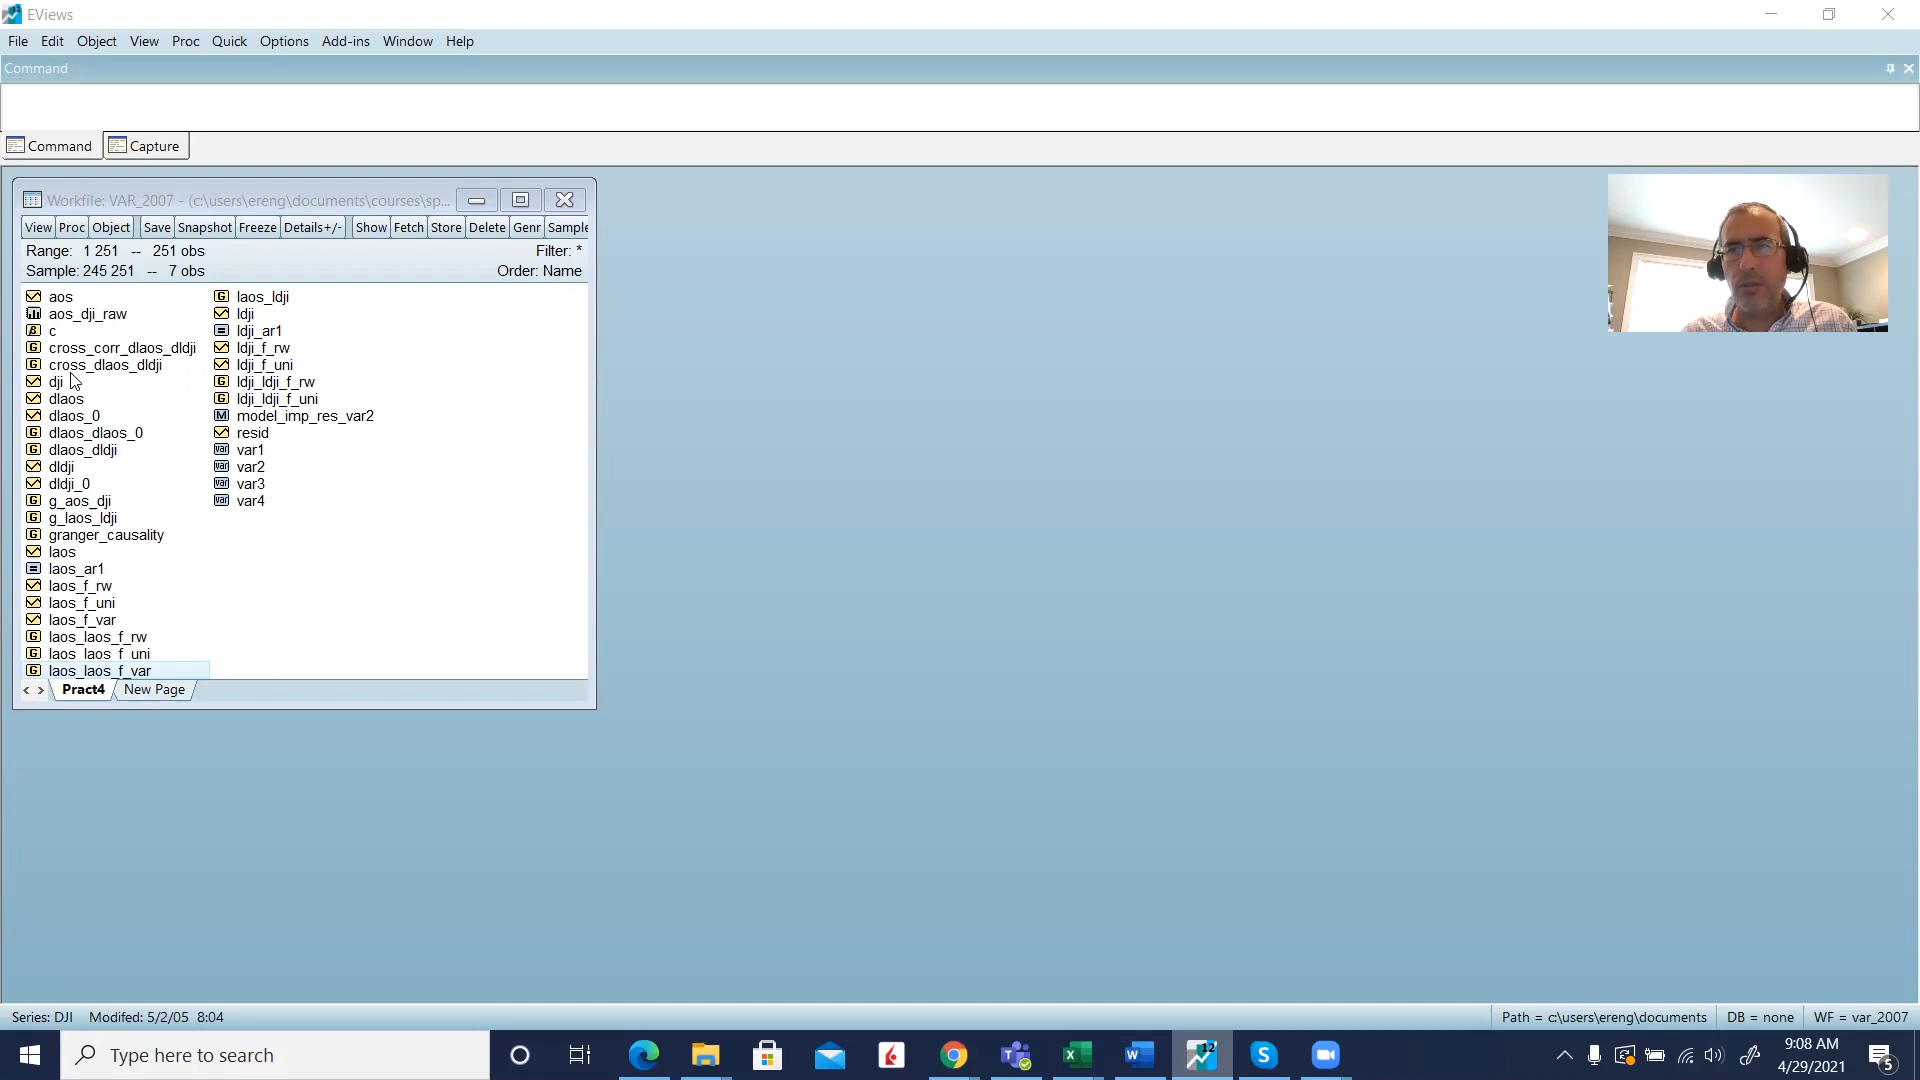 EViews
File Edit Object View Proc Quick Options Add-ins Window Help
Command
Command Capture
Workfile: VAR_2007 - (c:\users\ereng\documents\courses\sp...
View Proc Object Save Snapshot Freeze Details+/- Show Fetch Store Delete Genr Sample
Range: 1 251 -- 251 obs Filter: *
Sample: 245 251 -- 7 obs Order: Name
aos
aos_dji_raw
c
cross_corr_dlaos_dldji
cross_dlaos_dldji
dji
dlaos
dlaos_0
dlaos_dlaos_0
dlaos_dldji
dldji
dldji_0
g_aos_dji
g_laos_ldji
granger_causality
laos
laos_ar1
laos_f_rw
laos_f_uni
laos_f_var
laos_laos_f_rw
laos_laos_f_uni
laos_laos_f_var
laos_ldji
ldji
ldji_ar1
ldji_f_rw
ldji_f_uni
ldji_ldji_f_rw
ldji_ldji_f_uni
model_imp_res_var2
resid
var1
var2
var3
var4
Pract4 New Page
Series: DJI Modifed: 5/2/05 8:04 Path = c:\users\ereng\documents DB = none WF = var_2007
Type here to search
12
9:08 AM
4/29/2021
5